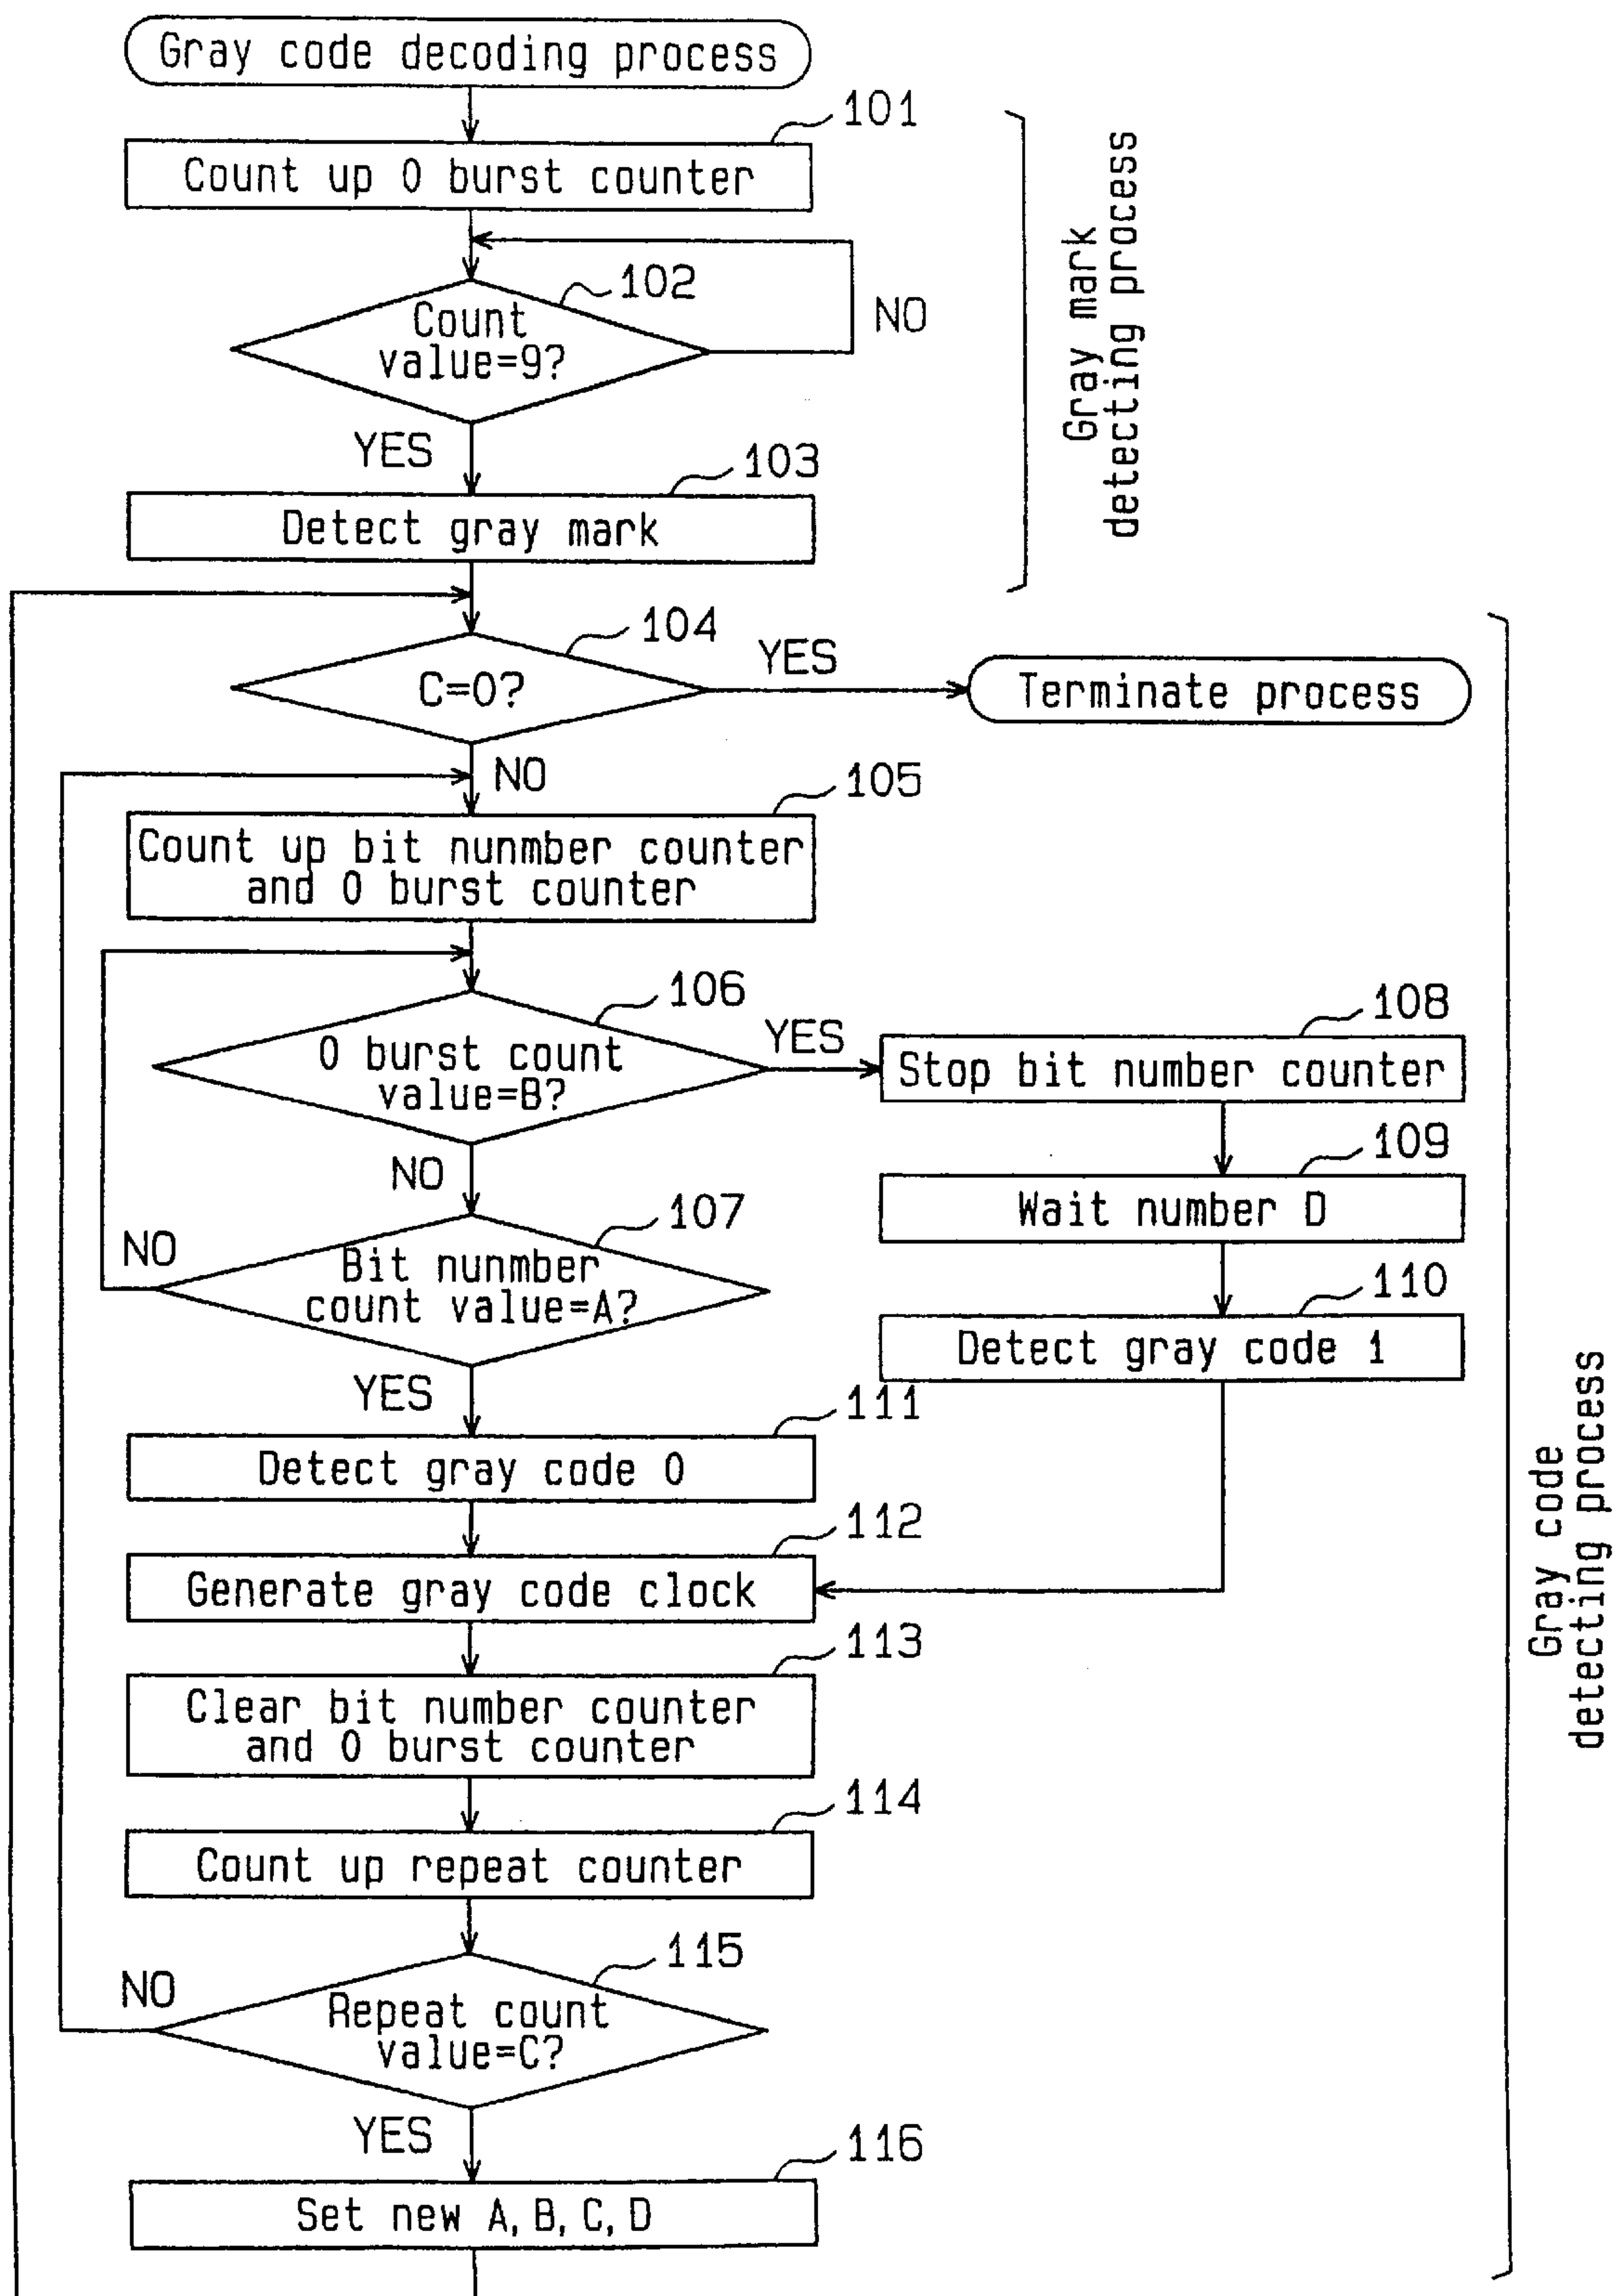 Gray code decoding process
101
Count up 0 burst counter
102
Count
value=9?
NO
YES
103
Detect gray mark
Gray mark
detecting process
104
C=0?
YES
Terminate process
NO
105
Count up bit nunmber counter
and 0 burst counter
106
0 burst count
value=B?
YES
108
Stop bit number counter
109
Wait number D
110
Detect gray code 1
NO
107
Bit nunmber
count value=A?
NO
YES
111
Detect gray code 0
112
Generate gray code clock
113
Clear bit number counter
and 0 burst counter
114
Count up repeat counter
115
Repeat count
value=C?
NO
YES
116
Set new A, B, C, D
Gray code
detecting process